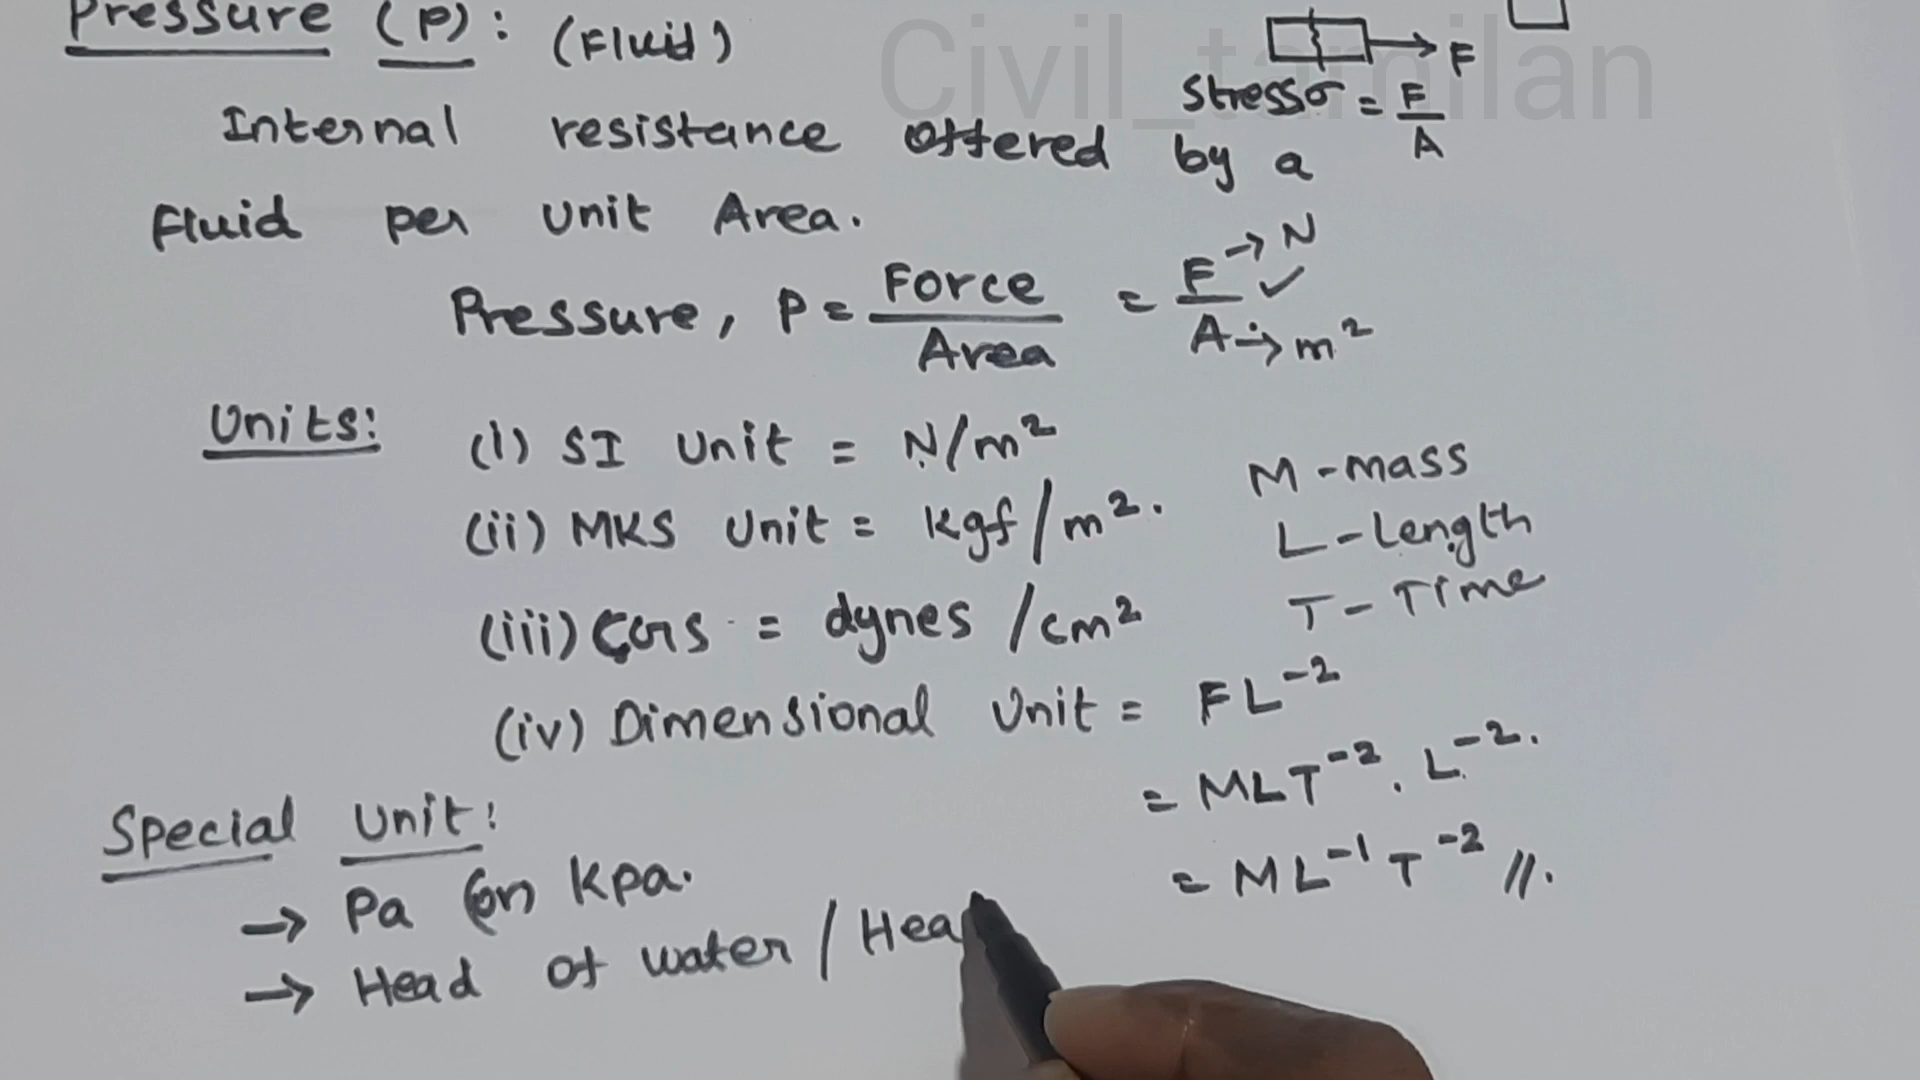 Pressure (P): (Fluid)
Civil_tamilan
F
Stress σ = F/A
Internal resistance offered by a
Fluid per unit Area.
Pressure, P = Force/Area = F/A → N ✓ → m²
Units: (i) SI Unit = N/m²
(ii) MKS Unit = kgf/m².
(iii) CGS = dynes/cm²
M - mass
L - Length
T - Time
(iv) Dimensional Unit = FL⁻²
= MLT⁻² . L⁻².
= ML⁻¹T⁻² //.
Special Unit:
→ Pa (or) Kpa.
→ Head of water / Hea